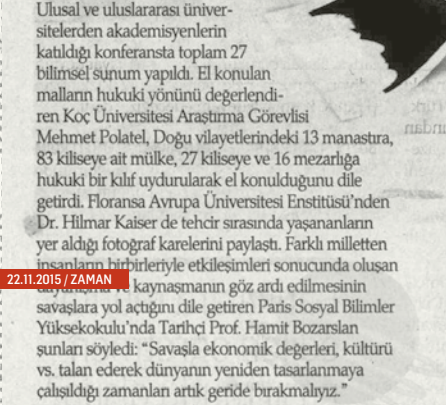 Ulusal ve uluslararası üniver-
sitelerden akademisyenlerin
katıldığı konferansta toplam 27
bilimsel sunum yapıldı. El konulan
malların hukuki yönünü değerlendi-
ren Koç Üniversitesi Araştırma Görevlisi
Mehmet Polatel, Doğu vilayetlerindeki 13 manastıra,
83 kiliseye ait mülke, 27 kiliseye ve 16 mezarlığa
hukuki bir kılıf uydurularak el konulduğunu dile
getirdi. Floransa Avrupa Üniversitesi Enstitüsü'nden
Dr. Hilmar Kaiser de tehcir sırasında yaşananların
yer aldığı fotoğraf karelerini paylaştı. Farklı milletten
insanların birbirleriyle etkileşimleri sonucunda oluşan
22.11.2015 / ZAMAN
kaynaşmanın göz ardı edilmesinin
savaşlara yol açtığını dile getiren Paris Sosyal Bilimler
Yüksekokulu'nda Tarihçi Prof. Hamit Bozarslan
şunları söyledi: “Savaşla ekonomik değerleri, kültürü
vs. talan ederek dünyanın yeniden tasarlanmaya
çalışıldığı zamanları artık geride bırakmalıyız.”